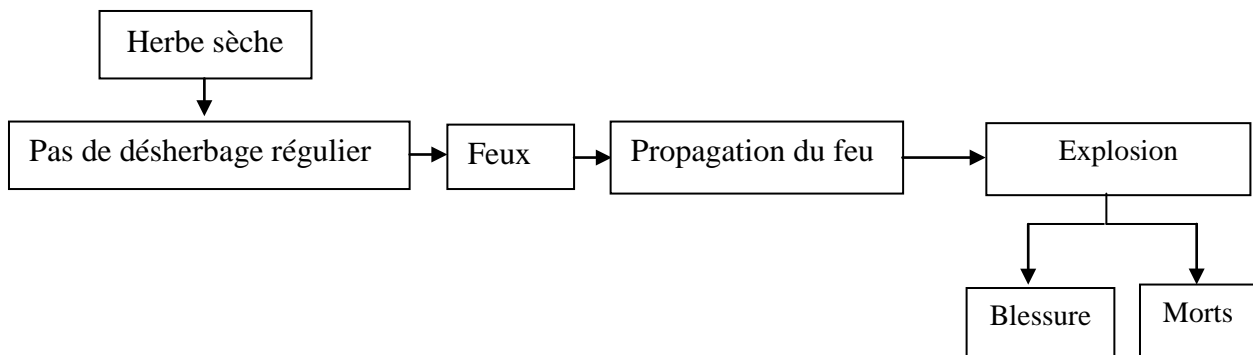 Herbe sèche
Pas de désherbage régulier
Feux
Propagation du feu
Explosion
Blessure
Morts